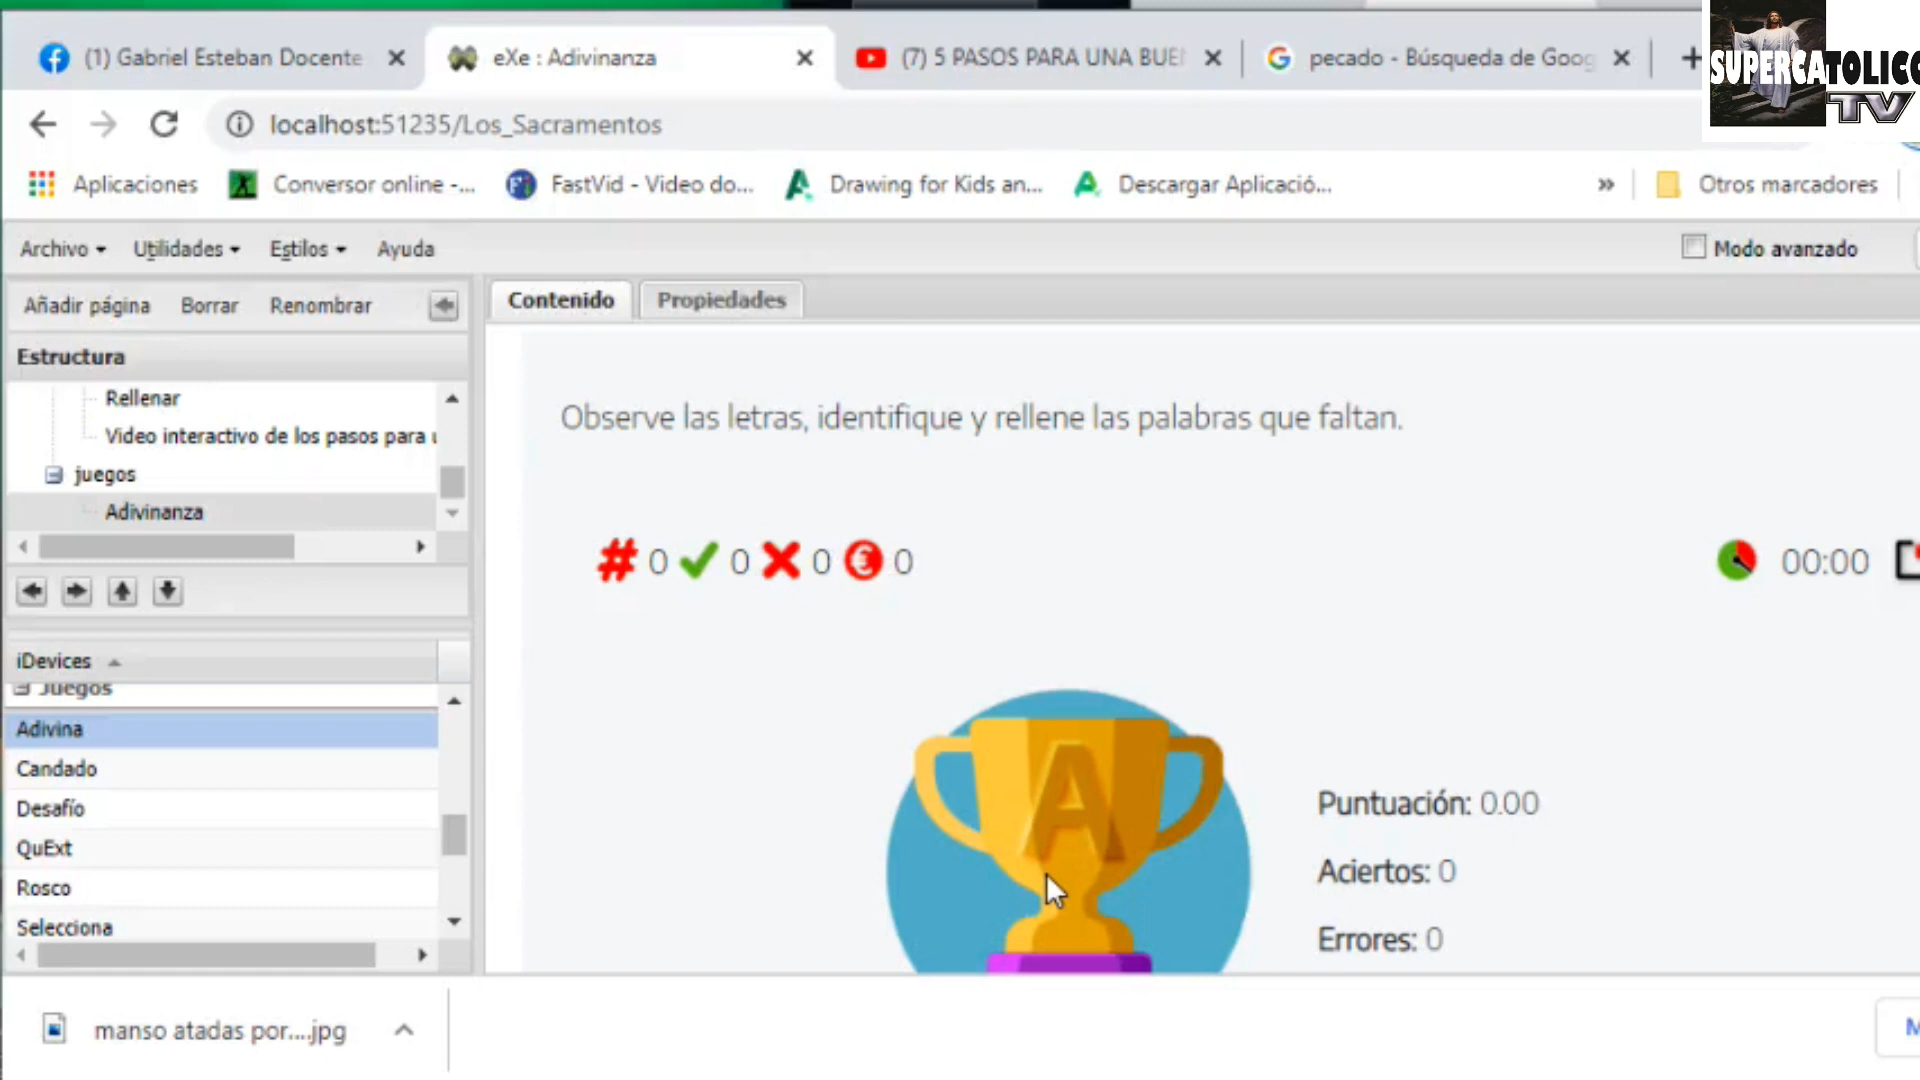 (1) Gabriel Esteban Docente
eXe : Adivinanza
(7) 5 PASOS PARA UNA BUE
pecado - Búsqueda de Goog
SUPERCATOLICO
TV
localhost:51235/Los_Sacramentos
Aplicaciones
Conversor online -...
FastVid - Video do...
Drawing for Kids an...
Descargar Aplicació...
»
Otros marcadores
Archivo
Utilidades
Estilos
Ayuda
Modo avanzado
Añadir página
Borrar
Renombrar
Contenido
Propiedades
Estructura
Rellenar
Video interactivo de los pasos para u
juegos
Adivinanza
Observe las letras, identifique y rellene las palabras que faltan.
# 0 0 0 0
00:00
iDevices
Juegos
Adivina
Candado
Desafío
QuExt
Rosco
Selecciona
A
Puntuación: 0.00
Aciertos: 0
Errores: 0
manso atadas por....jpg
M